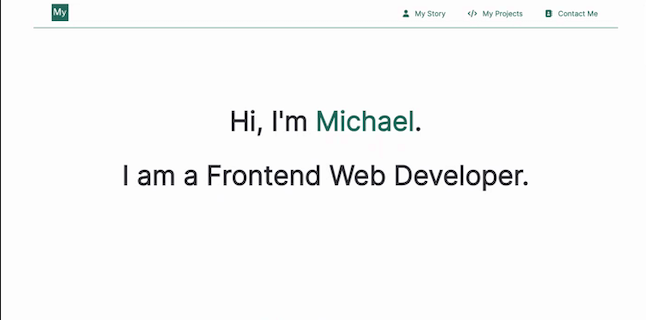 My
My Story
My Projects
Contact Me
Hi, I'm Michael.
I am a Frontend Web Developer.